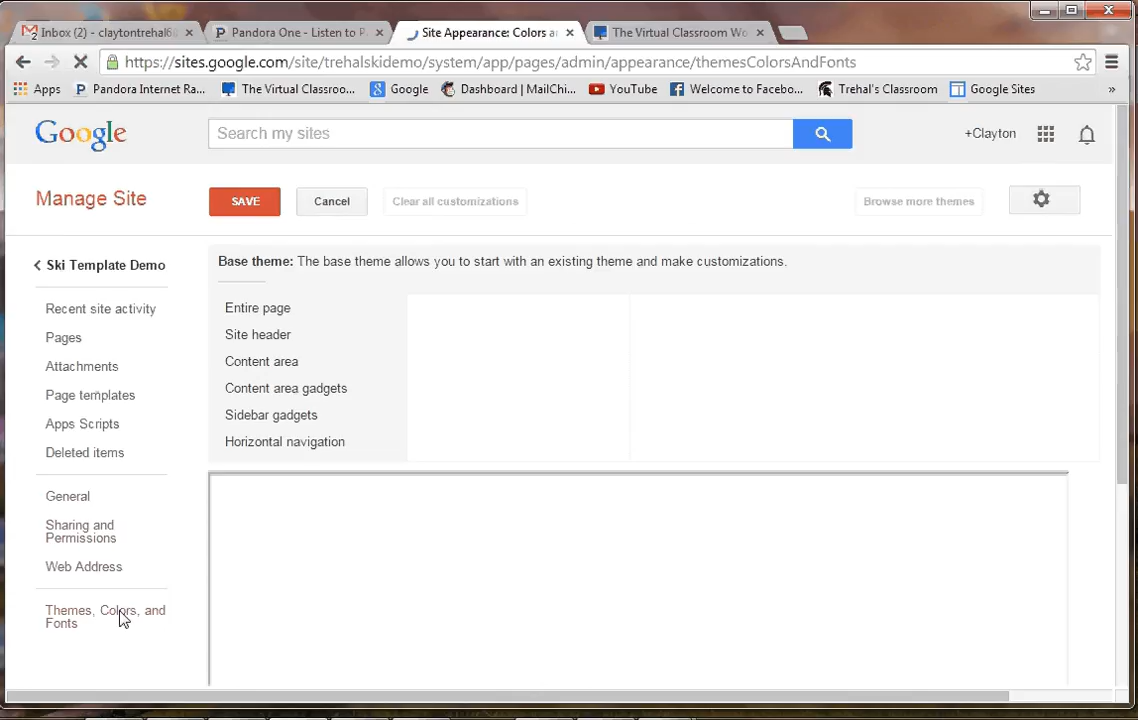 Inbox (2) - claytontrehal6
Pandora One - Listen to P
Site Appearance: Colors a
The Virtual Classroom Wo
https://sites.google.com/site/trehalskidemo/system/app/pages/admin/appearance/themesColorsAndFonts
Apps
Pandora Internet Ra...
The Virtual Classroo...
Google
Dashboard | MailChi...
YouTube
Welcome to Facebo...
Trehal's Classroom
Google Sites
»
Google
Search my sites
+Clayton
Manage Site
SAVE
Cancel
Clear all customizations
Browse more themes
Ski Template Demo
Recent site activity
Pages
Attachments
Page templates
Apps Scripts
Deleted items
General
Sharing and
Permissions
Web Address
Themes, Colors, and
Fonts
Base theme: The base theme allows you to start with an existing theme and make customizations.
Entire page
Site header
Content area
Content area gadgets
Sidebar gadgets
Horizontal navigation